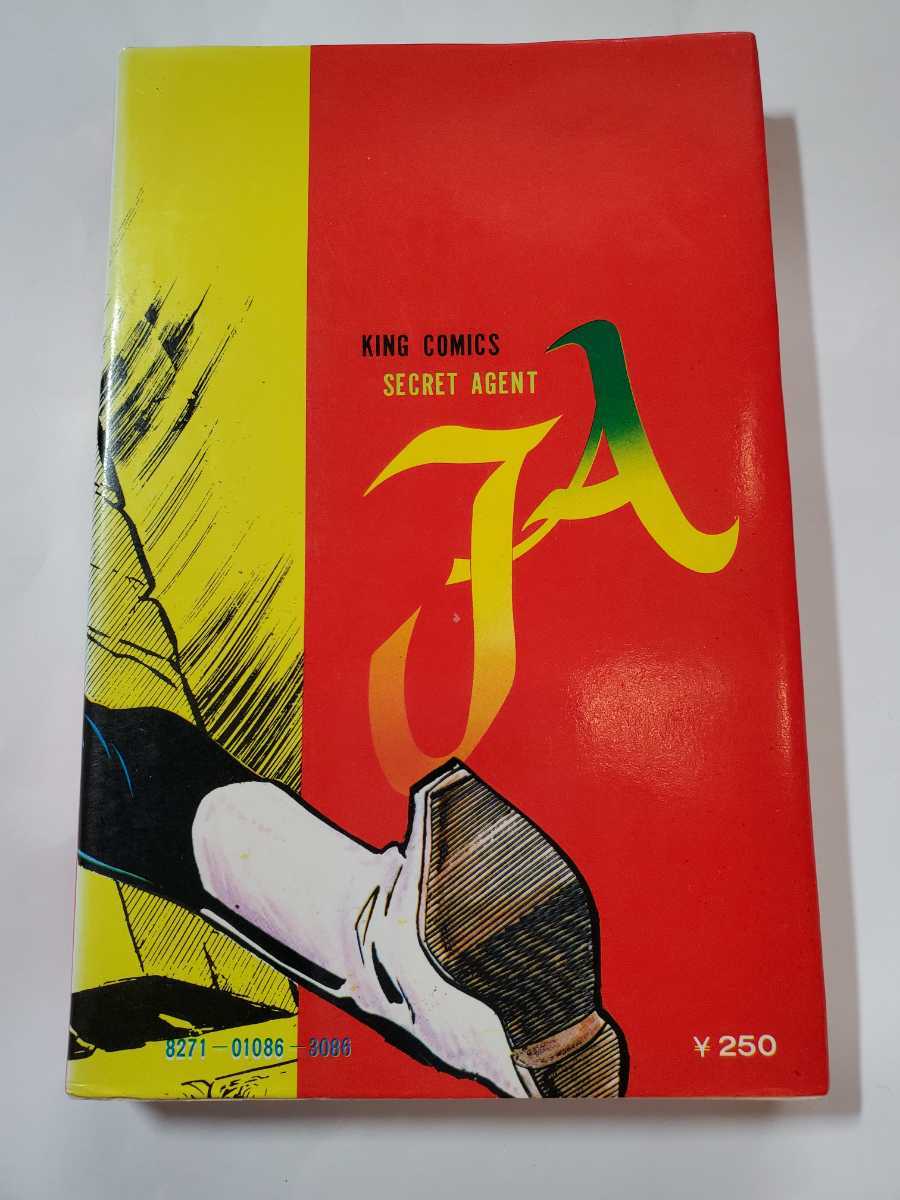 KING COMICS
SECRET AGENT
JA
8271-01086-3086
¥250